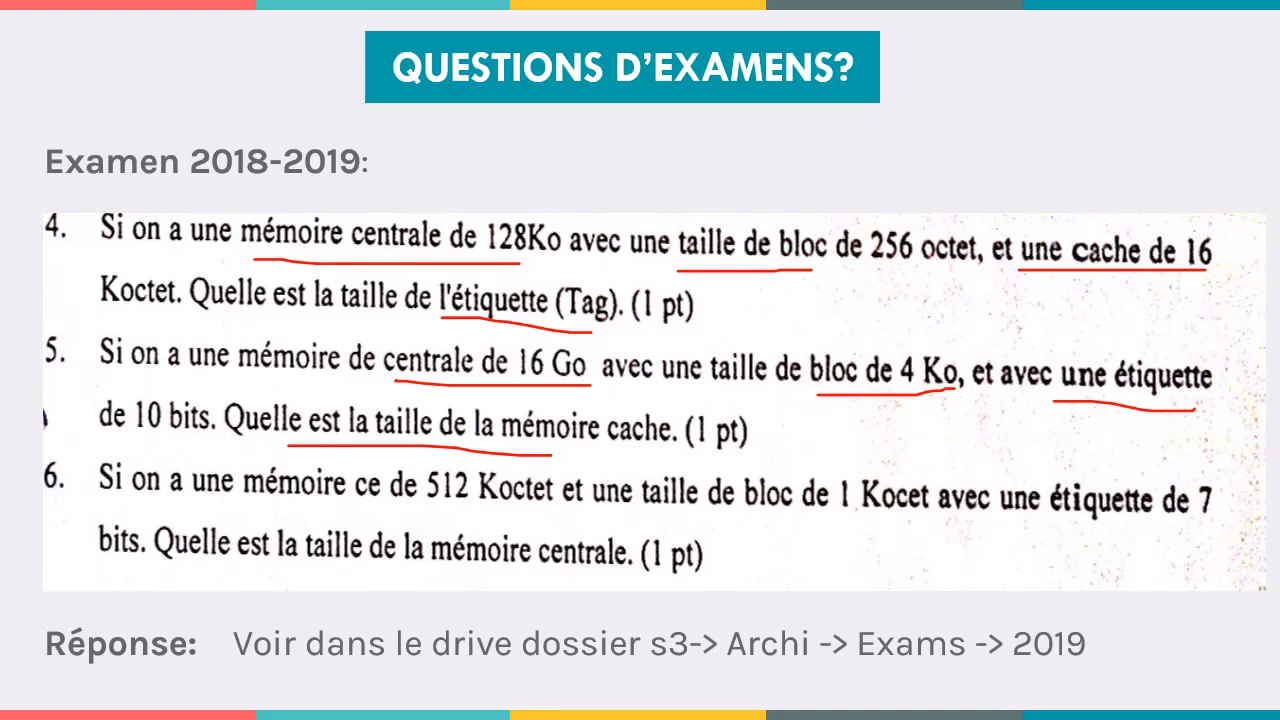 QUESTIONS D'EXAMENS?
Examen 2018-2019:
4. Si on a une mémoire centrale de 128Ko avec une taille de bloc de 256 octet, et une cache de 16
Koctet. Quelle est la taille de l'étiquette (Tag). (1 pt)
5. Si on a une mémoire de centrale de 16 Go avec une taille de bloc de 4 Ko, et avec une étiquette
de 10 bits. Quelle est la taille de la mémoire cache. (1 pt)
6. Si on a une mémoire ce de 512 Koctet et une taille de bloc de 1 Kocet avec une étiquette de 7
bits. Quelle est la taille de la mémoire centrale. (1 pt)
Réponse: Voir dans le drive dossier s3-> Archi -> Exams -> 2019